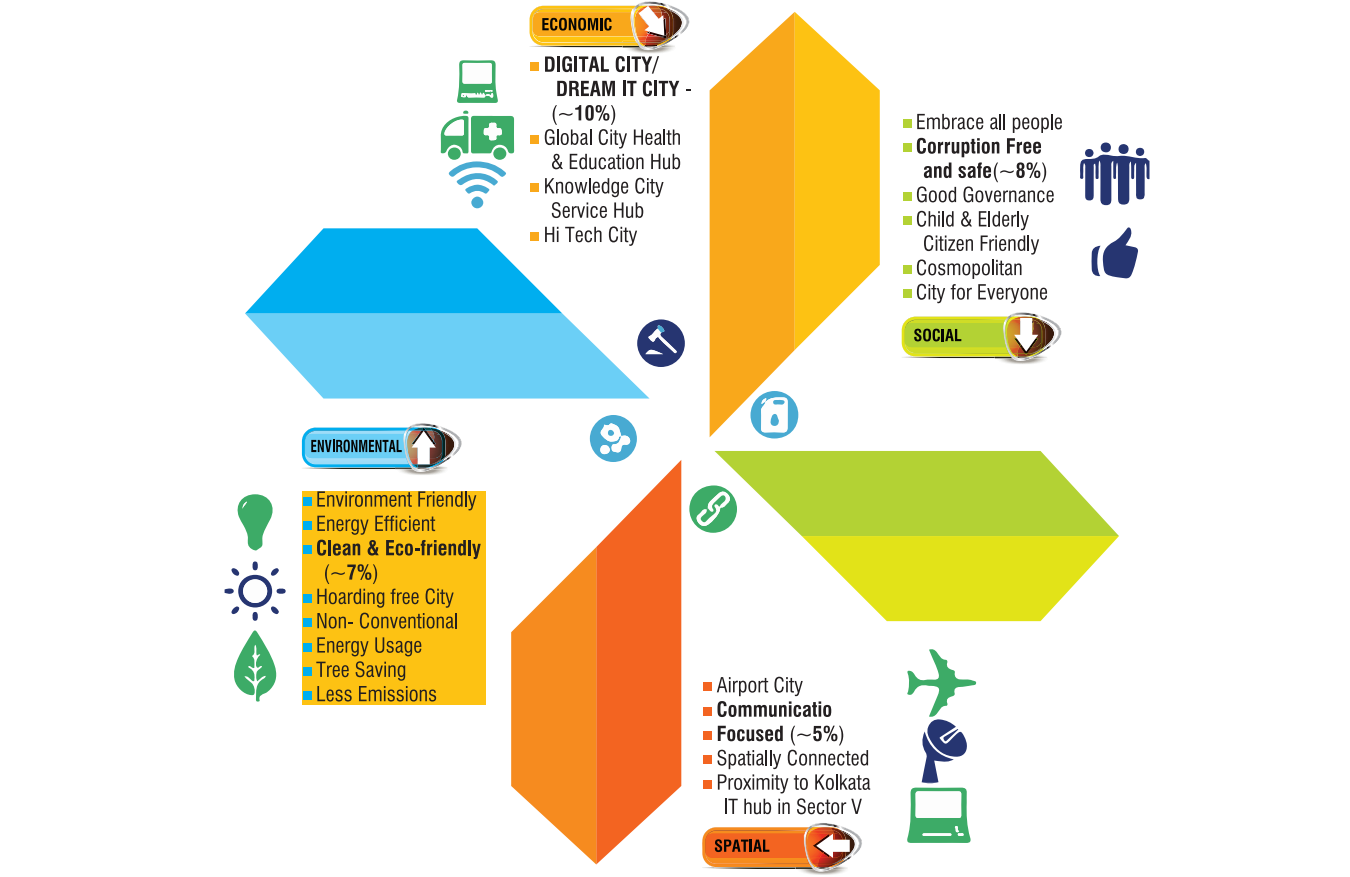 ECONOMIC
DIGITAL CITY/
DREAM IT CITY -
(~10%)
Global City Health
& Education Hub
Knowledge City
Service Hub
Hi Tech City
Embrace all people
Corruption Free
and safe(~8%)
Good Governance
Child & Elderly
Citizen Friendly
Cosmopolitan
City for Everyone
SOCIAL
ENVIRONMENTAL
Environment Friendly
Energy Efficient
Clean & Eco-friendly
(~7%)
Hoarding free City
Non- Conventional
Energy Usage
Tree Saving
Less Emissions
Airport City
Communicatio
Focused (~5%)
Spatially Connected
Proximity to Kolkata
IT hub in Sector V
SPATIAL